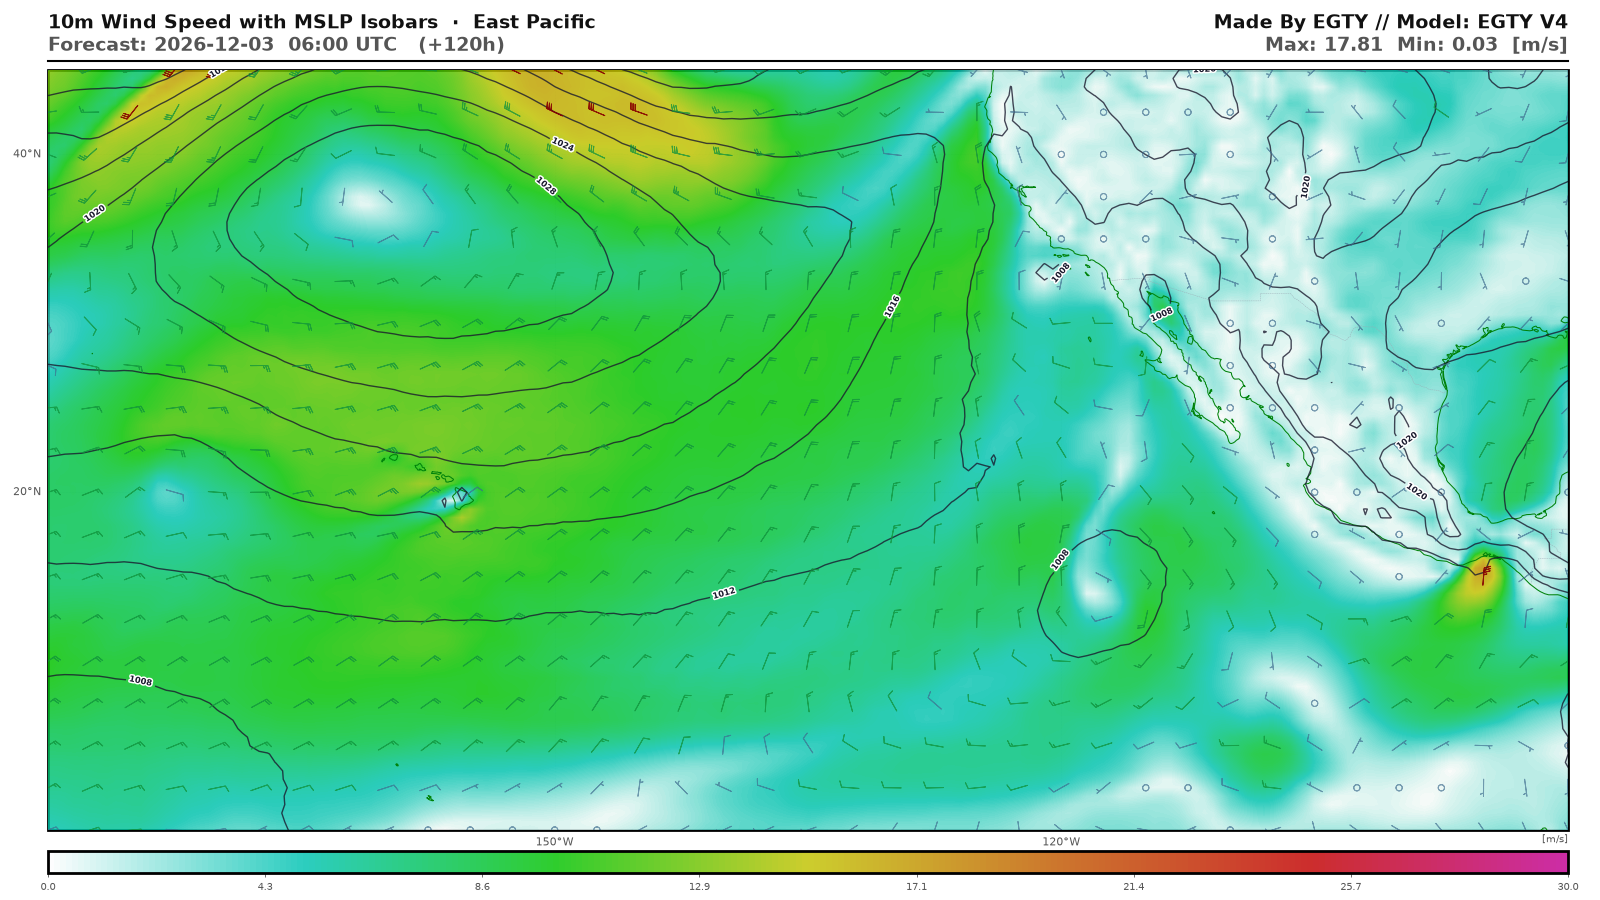 10m Wind Speed with MSLP Isobars · East Pacific
Made By EGTY // Model: EGTY V4
Forecast: 2026-12-03 06:00 UTC (+120h)
Max: 17.81 Min: 0.03 [m/s]
1024
1028
1020
1020
1008
1016
1008
1020
1020
1008
1012
1008
40°N
20°N
150°W
120°W
[m/s]
0.0
4.3
8.6
12.9
17.1
21.4
25.7
30.0